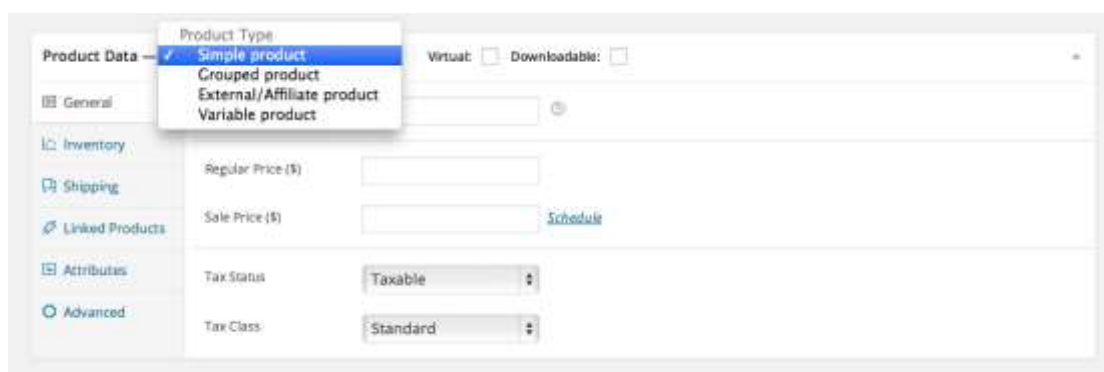 Product Type
Product Data — ✓ Simple product Virtual: Downloadable:
Grouped product
External/Affiliate product
Variable product
General
Inventory
Shipping
Linked Products
Attributes
Advanced
Regular Price ($)
Sale Price ($) Schedule
Tax Status Taxable
Tax Class Standard